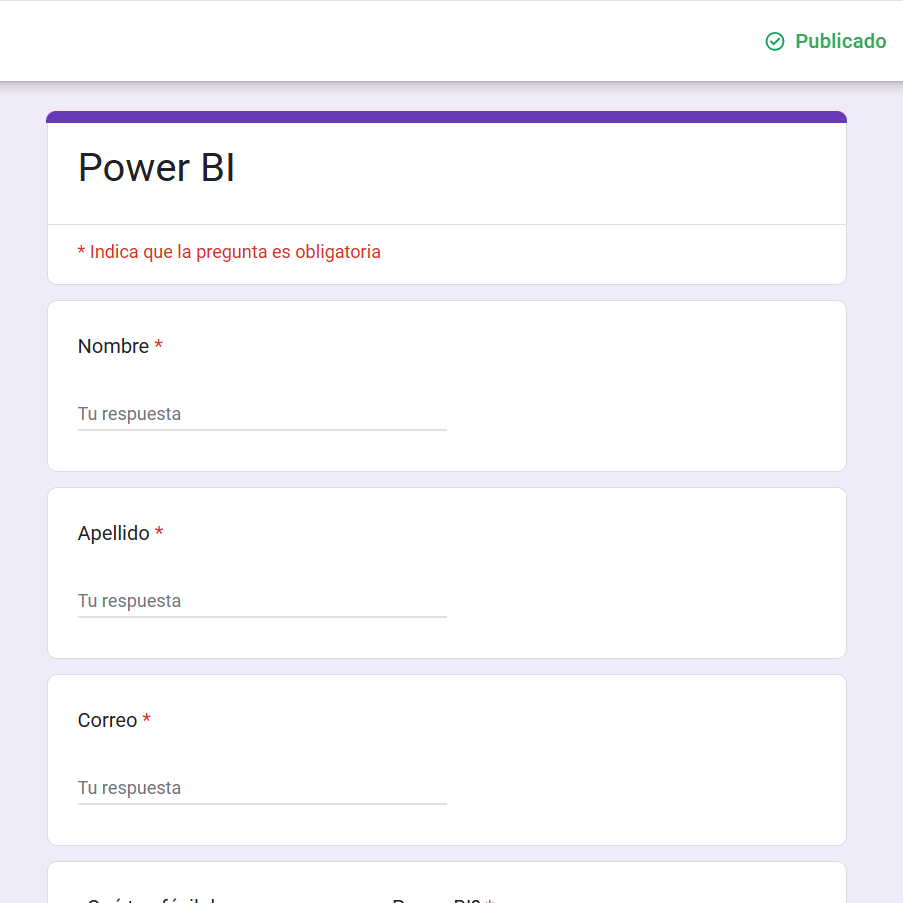 Publicado
Power BI
* Indica que la pregunta es obligatoria
Nombre *
Tu respuesta
Apellido *
Tu respuesta
Correo *
Tu respuesta